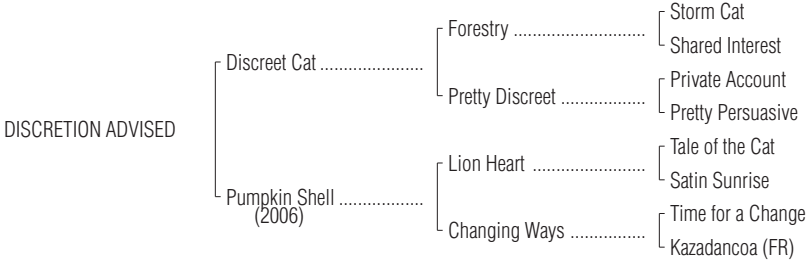 Storm Cat
Forestry ............................
Shared Interest
Discreet Cat ......................
Private Account
Pretty Discreet ..................
Pretty Persuasive
DISCRETION ADVISED
Tale of the Cat
Lion Heart ........................
Satin Sunrise
Pumpkin Shell ..................
(2006)
Time for a Change
Changing Ways ................
Kazadancoa (FR)